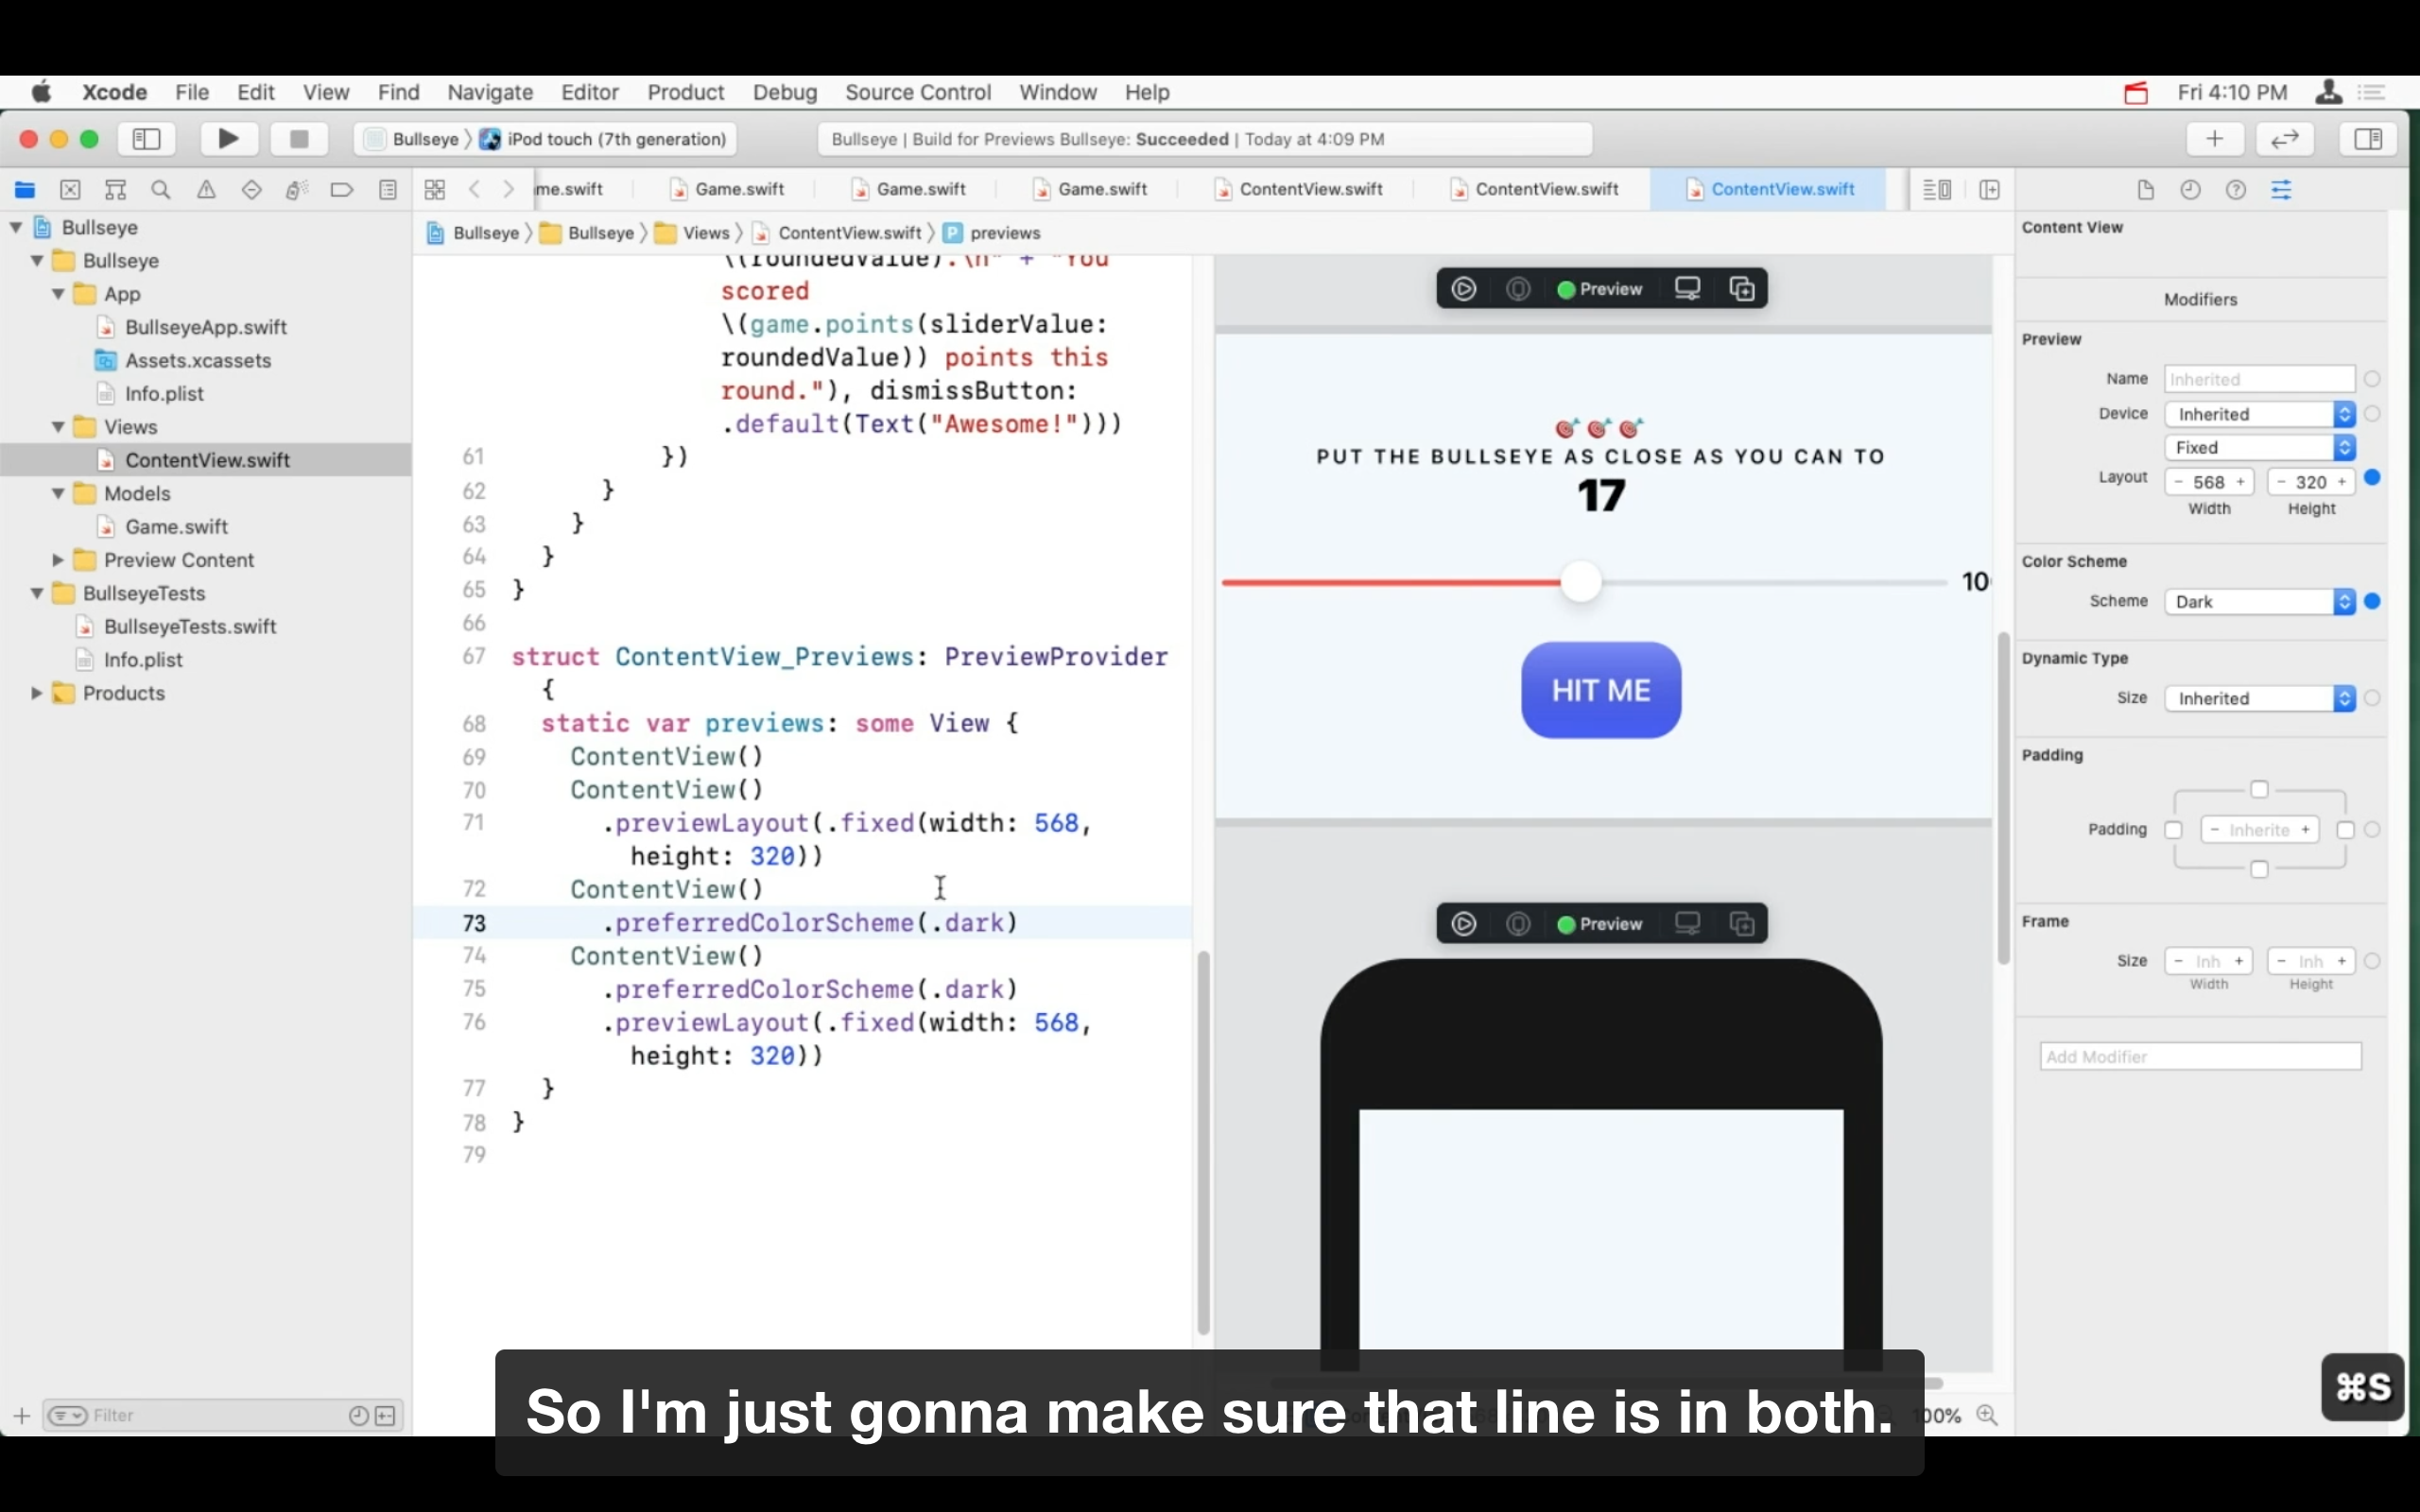 Xcode File Edit View Find Navigate Editor Product Debug Source Control Window Help Fri 4:10 PM
Bullseye iPod touch (7th generation) Bullseye | Build for Previews Bullseye: Succeeded | Today at 4:09 PM
me.swift Game.swift Game.swift Game.swift ContentView.swift ContentView.swift ContentView.swift
Bullseye Bullseye Views ContentView.swift P previews
Bullseye
Bullseye
App
BullseyeApp.swift
Assets.xcassets
Info.plist
Views
ContentView.swift
Models
Game.swift
Preview Content
BullseyeTests
BullseyeTests.swift
Info.plist
Products
Filter
\(roundedValue).\n" + "You
scored
\(game.points(sliderValue:
roundedValue)) points this
round."), dismissButton:
.default(Text("Awesome!")))
61 })
62 }
63 }
64 }
65 }
66
67 struct ContentView_Previews: PreviewProvider
{
68 static var previews: some View {
69 ContentView()
70 ContentView()
71 .previewLayout(.fixed(width: 568,
height: 320))
72 ContentView()
73 .preferredColorScheme(.dark)
74 ContentView()
75 .preferredColorScheme(.dark)
76 .previewLayout(.fixed(width: 568,
height: 320))
77 }
78 }
79
Preview
PUT THE BULLSEYE AS CLOSE AS YOU CAN TO
17
10
HIT ME
Preview
100%
Content View
Modifiers
Preview
Name Inherited
Device Inherited
Fixed
Layout - 568 + - 320 +
Width Height
Color Scheme
Scheme Dark
Dynamic Type
Size Inherited
Padding
Padding - Inherite +
Frame
Size - Inh + - Inh +
Width Height
Add Modifier
⌘S
So I'm just gonna make sure that line is in both.